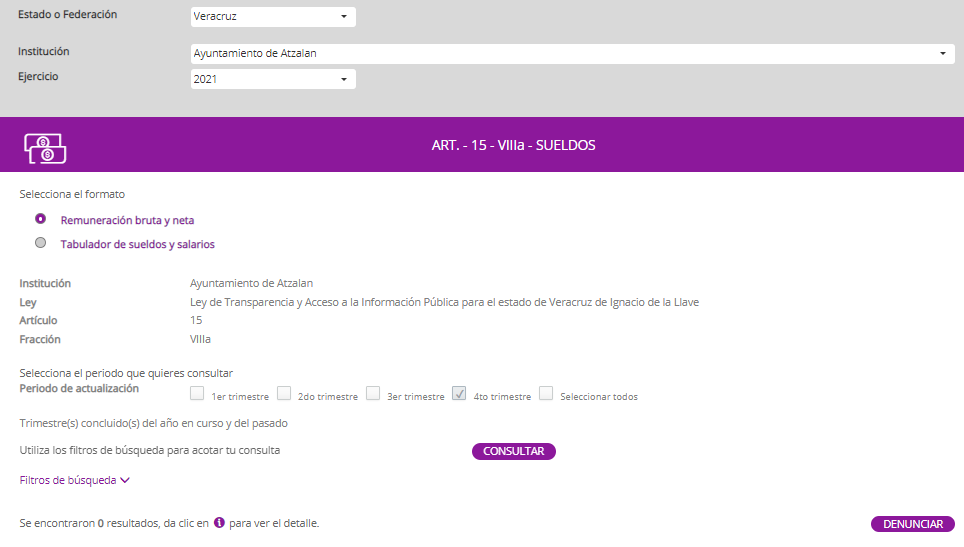 Estado o Federación Veracruz
Institución Ayuntamiento de Atzalan
Ejercicio 2021
ART. - 15 - VIIIa - SUELDOS
Selecciona el formato
Remuneración bruta y neta
Tabulador de sueldos y salarios
Institución Ayuntamiento de Atzalan
Ley Ley de Transparencia y Acceso a la Información Pública para el estado de Veracruz de Ignacio de la Llave
Artículo 15
Fracción VIIIa
Selecciona el periodo que quieres consultar
Periodo de actualización 1er trimestre 2do trimestre 3er trimestre 4to trimestre Seleccionar todos
Trimestre(s) concluido(s) del año en curso y del pasado
Utiliza los filtros de búsqueda para acotar tu consulta CONSULTAR
Filtros de búsqueda
Se encontraron 0 resultados, da clic en i para ver el detalle. DENUNCIAR